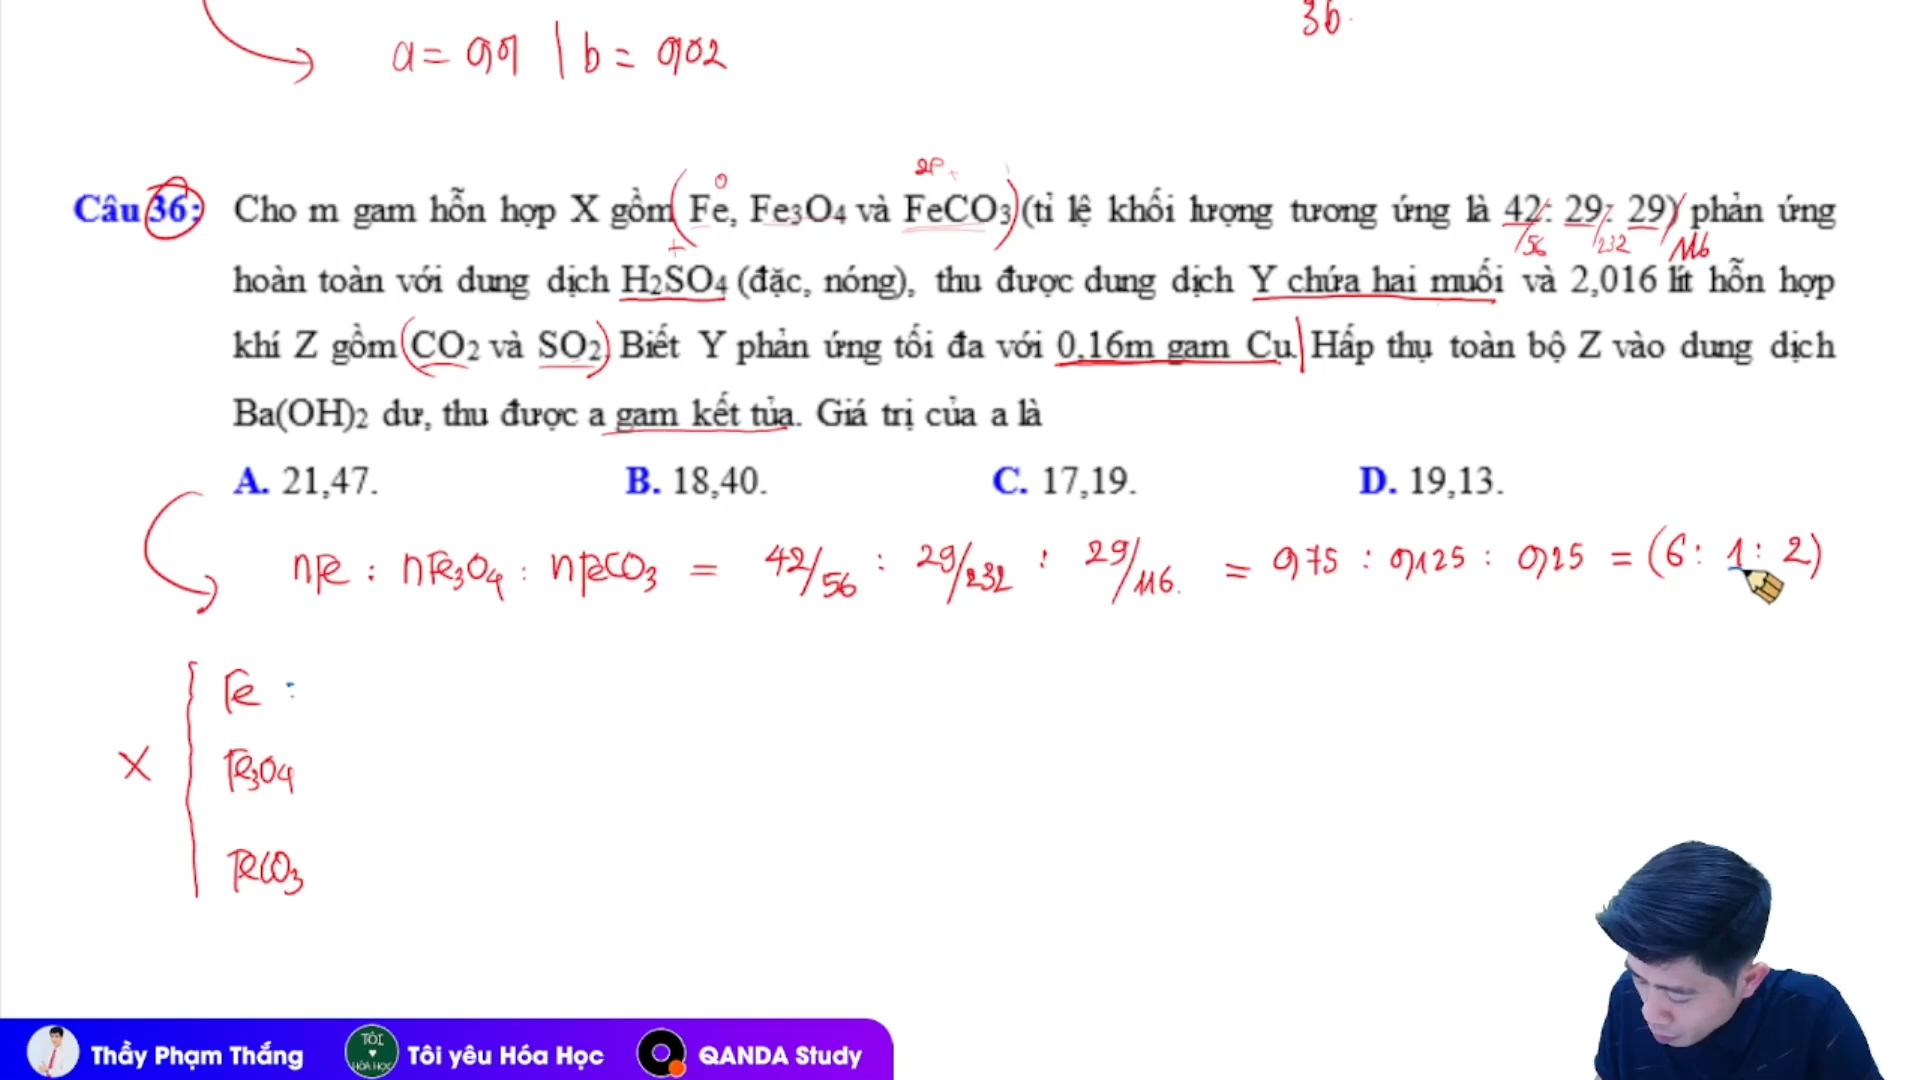 36.
a = 0,01 | b = 0,02
2+
0
Câu 36: Cho m gam hỗn hợp X gồm (Fe, Fe3O4 và FeCO3) (tỉ lệ khối lượng tương ứng là 42: 29: 29) phản ứng
+ /56 /232 /116
hoàn toàn với dung dịch H2SO4 (đặc, nóng), thu được dung dịch Y chứa hai muối và 2,016 lít hỗn hợp
khí Z gồm (CO2 và SO2). Biết Y phản ứng tối đa với 0,16m gam Cu. Hấp thụ toàn bộ Z vào dung dịch
Ba(OH)2 dư, thu được a gam kết tủa. Giá trị của a là
A. 21,47. B. 18,40. C. 17,19. D. 19,13.
nFe : nFe3O4 : nFeCO3 = 42/56 : 29/232 : 29/116. = 0,75 : 0,125 : 0,25 = (6 : 1 : 2)
Fe :
X Fe3O4
FeCO3
Thầy Phạm Thắng TÔI ♥ HÓA HỌC Tôi yêu Hóa Học QANDA Study